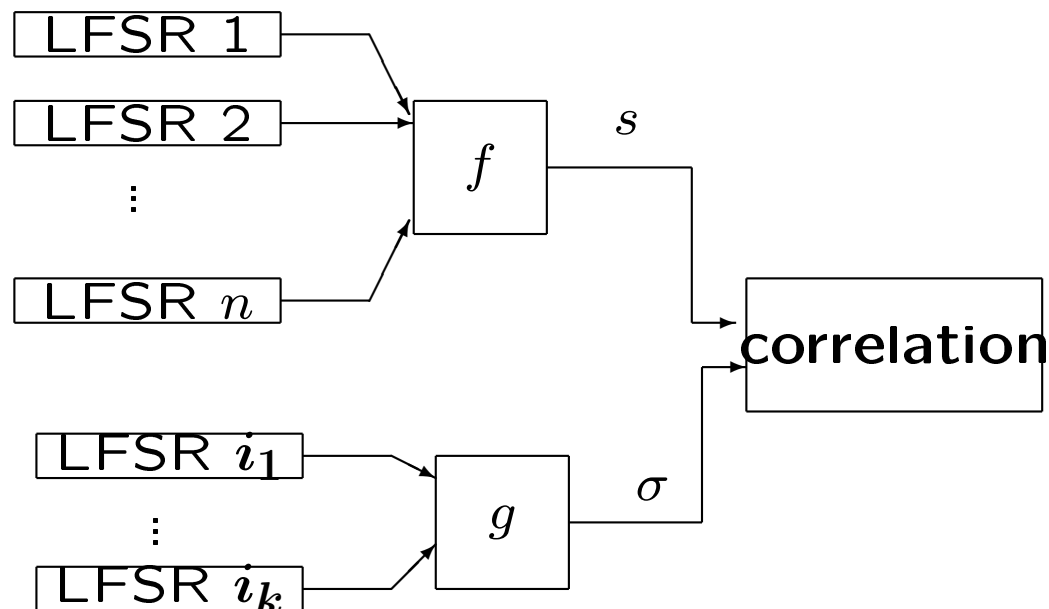 LFSR 1
LFSR 2
f
s
⋮
LFSR n
correlation
LFSR i₁
⋮
g
σ
LFSR iₖ